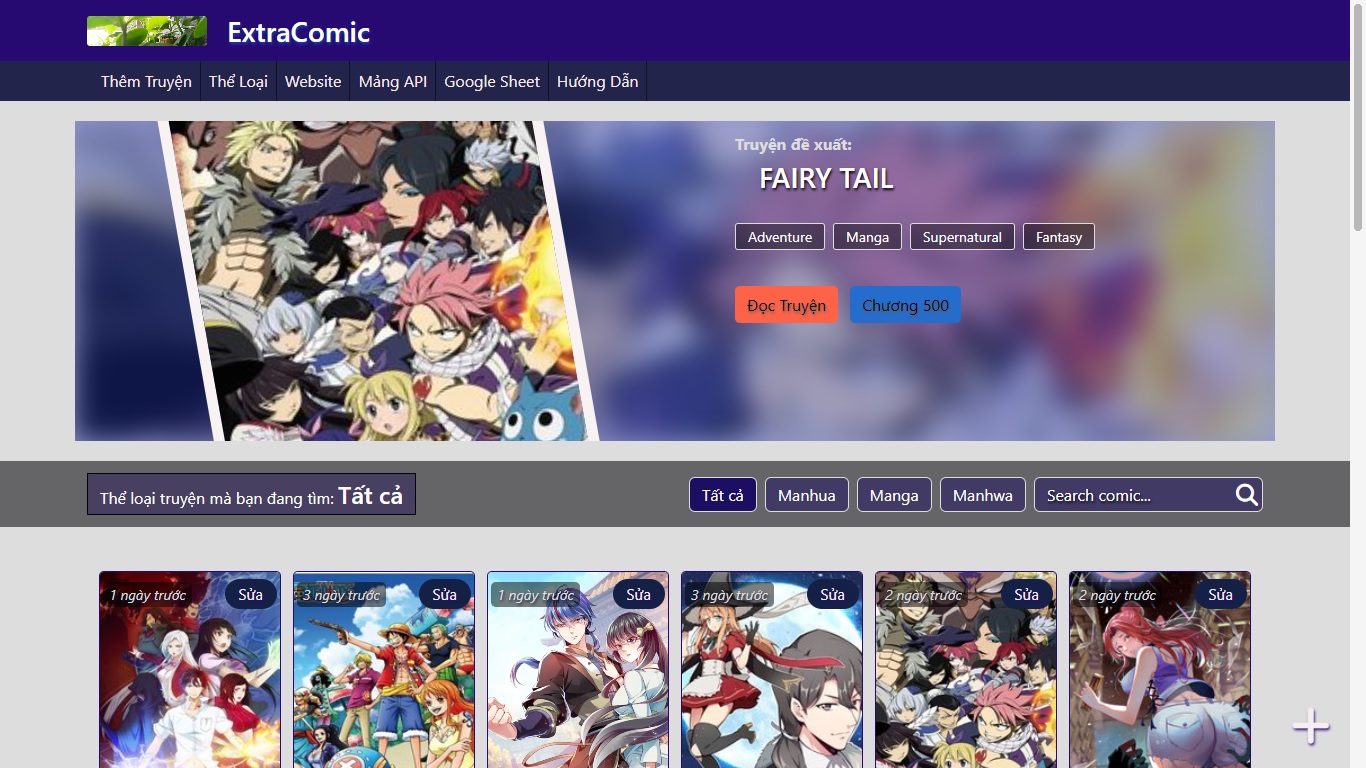 ExtraComic
Thêm Truyện Thể Loại Website Mảng API Google Sheet Hướng Dẫn
Truyện đề xuất:
FAIRY TAIL
Adventure Manga Supernatural Fantasy
Đọc Truyện Chương 500
Thể loại truyện mà bạn đang tìm: Tất cả
Tất cả Manhua Manga Manhwa Search comic...
1 ngày trước Sửa 3 ngày trước Sửa 1 ngày trước Sửa 3 ngày trước Sửa 2 ngày trước Sửa 2 ngày trước Sửa